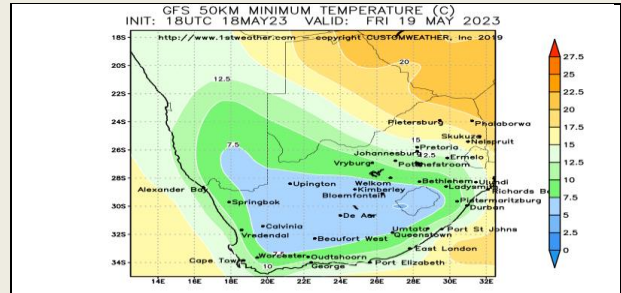 GFS 50KM MINIMUM TEMPERATURE (C)
INIT: 18UTC 18MAY23 VALID: FRI 19 MAY 2023
http://www.1stweather.com — copyright CUSTOMWEATHER, Inc 2019
18S
20
27.5
20S
25
12.5
22.5
22S
20
Pietersburg
Phalaborwa
24S
17.5
Skukuza
15
Nelspruit
15
7.5
Pretoria
26S
Johannesburg
12.5
Ermelo
12.5
Vryburg
Potchefstroom
10
28S
Welkom
Bethlehem
Ulundi
7.5
Upington
Kimberley
Ladysmith
Alexander Bay
Bloemfontein
Richards B
5
Springbok
Pietermaritzburg
30S
De Aar
Durban
2.5
Calvinia
Umtata
Port St Johns
0
Vredendal
Beaufort West
Queenstown
32S
East London
7.5
Worcester
Oudtshoorn
Cape Town
George
Port Elizabeth
34S
10
14E
16E
18E
20E
22E
24E
26E
28E
30E
32E